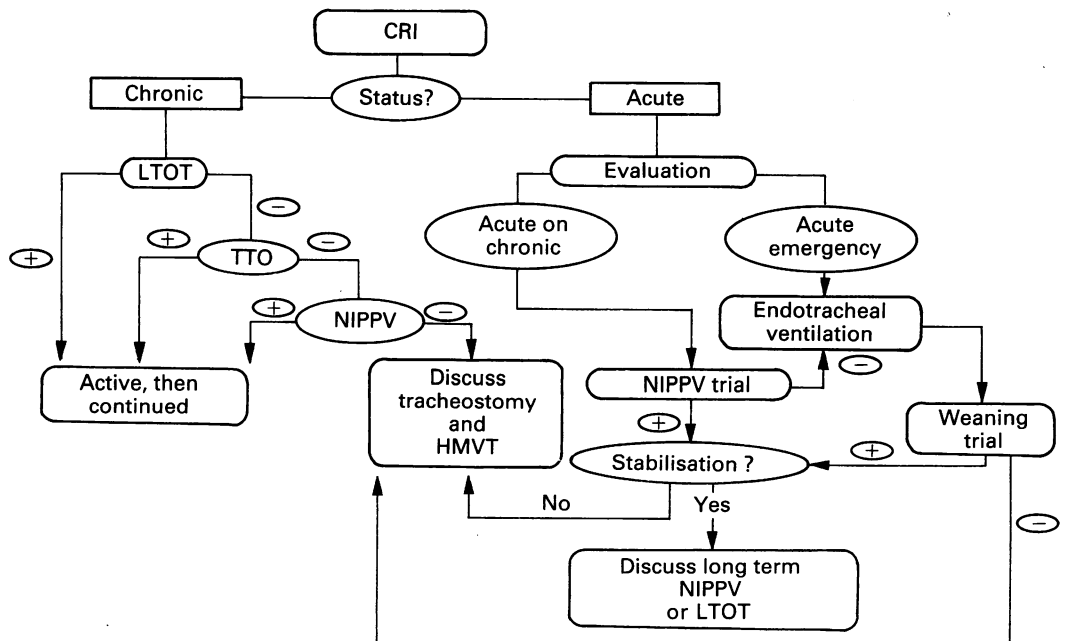 CRI
Chronic
Status?
Acute
LTOT
Evaluation
−
Acute on
chronic
Acute
emergency
+
TTO
−
+
Endotracheal
ventilation
+
NIPPV
−
−
Active, then
continued
Discuss
tracheostomy
and
HMVT
NIPPV trial
+
Weaning
trial
Stabilisation ?
+
No
Yes
−
Discuss long term
NIPPV
or LTOT